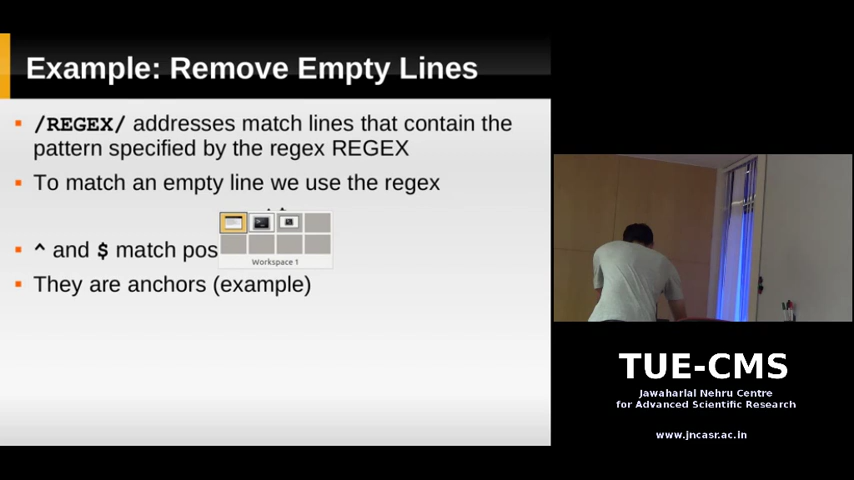 Example: Remove Empty Lines
/REGEX/ addresses match lines that contain the
pattern specified by the regex REGEX
To match an empty line we use the regex
^ and $ match pos
Workspace 1
They are anchors (example)
TUE-CMS
Jawaharlal Nehru Centre
for Advanced Scientific Research
www.jncasr.ac.in